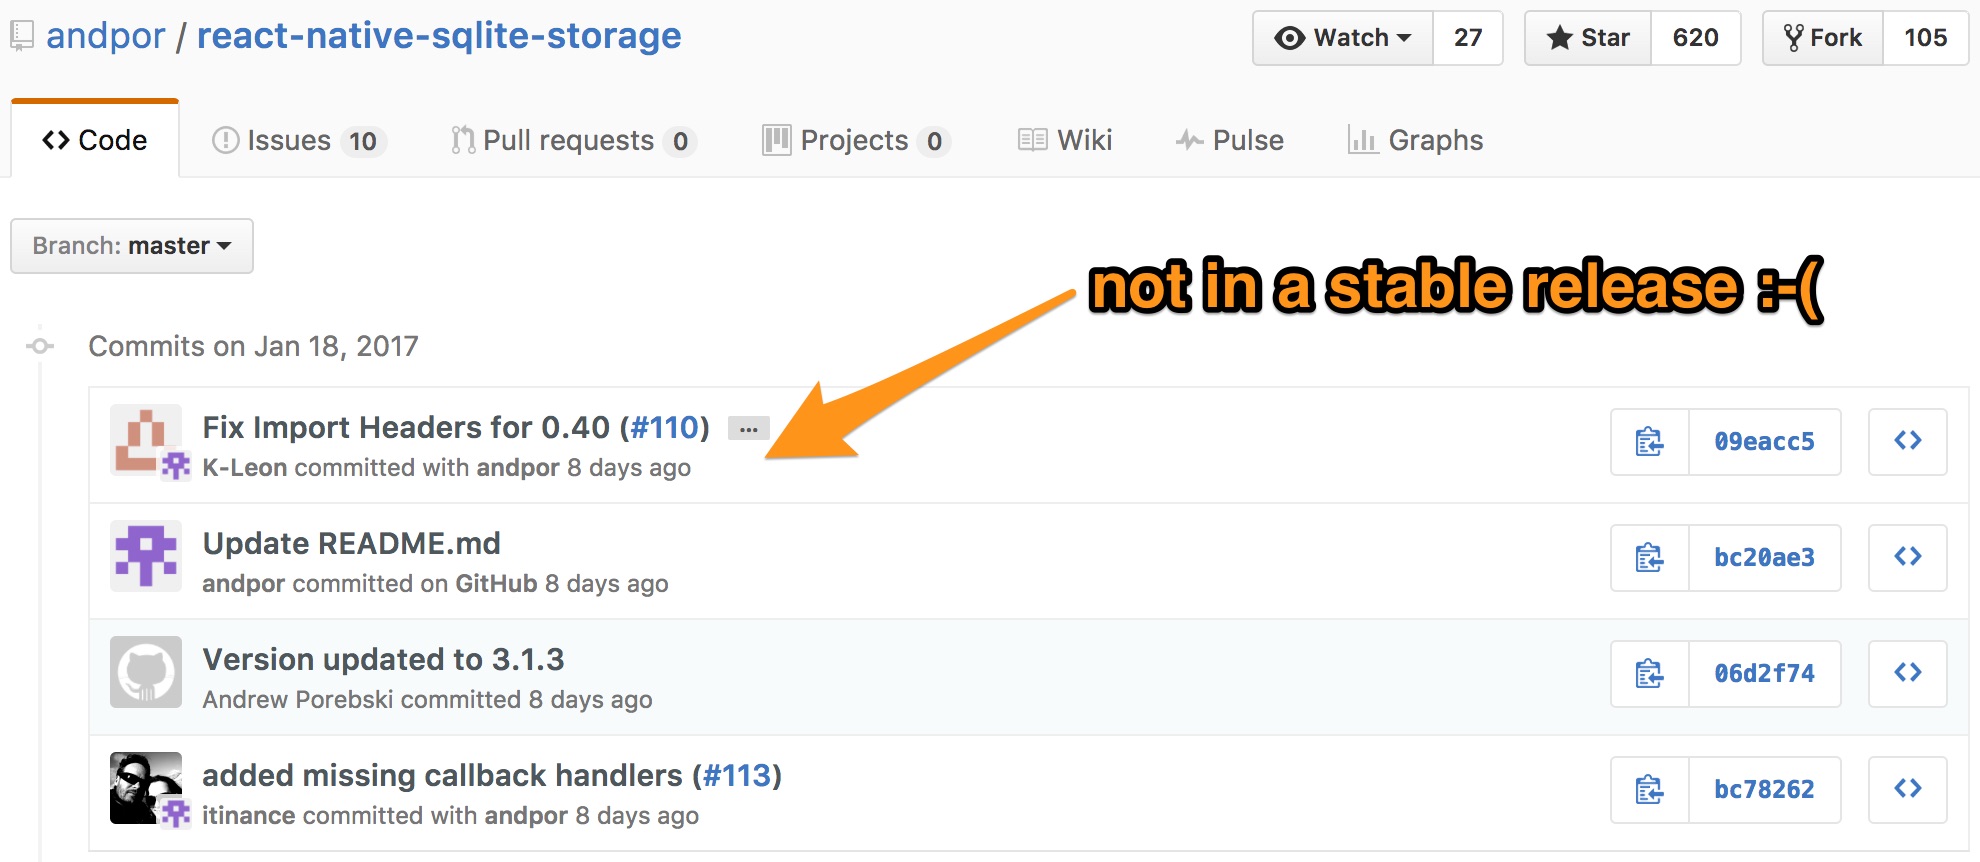 andpor / react-native-sqlite-storage
Watch 27 Star 620 Fork 105
Code Issues 10 Pull requests 0 Projects 0 Wiki Pulse Graphs
Branch: master
not in a stable release :-(
Commits on Jan 18, 2017
Fix Import Headers for 0.40 (#110) …
K-Leon committed with andpor 8 days ago
09eacc5
Update README.md
andpor committed on GitHub 8 days ago
bc20ae3
Version updated to 3.1.3
Andrew Porebski committed 8 days ago
06d2f74
added missing callback handlers (#113)
itinance committed with andpor 8 days ago
bc78262